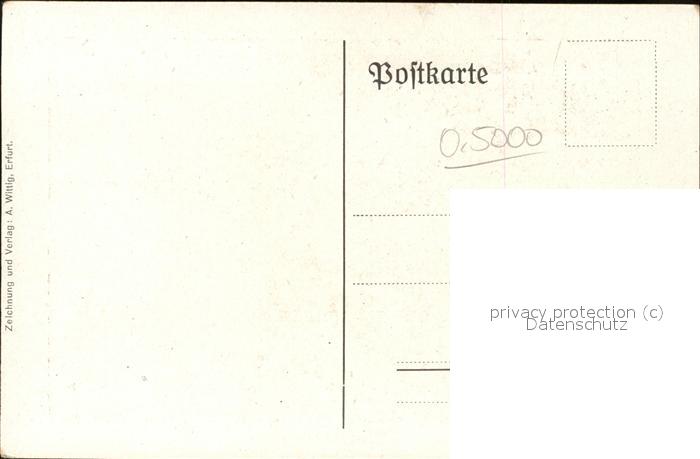 Poſtkarte
0.5000
Zeichnung und Verlag: A. Wittig, Erfurt.
privacy protection (c)
Datenschutz